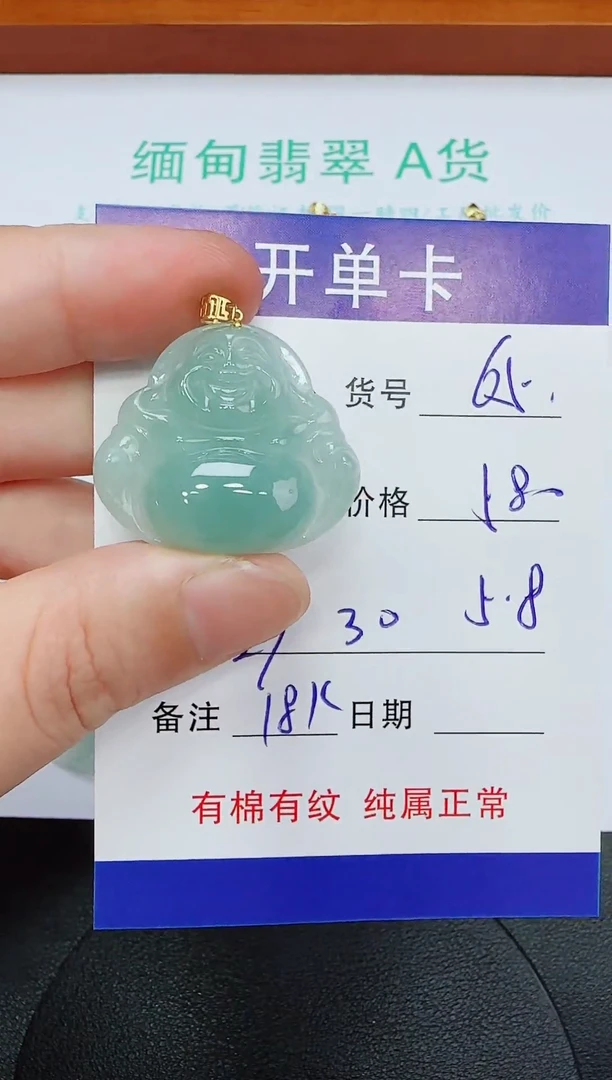 缅甸翡翠 A货
开单卡
货号 65.
价格 18-
30 5.8
备注 18K 日期
有棉有纹 纯属正常